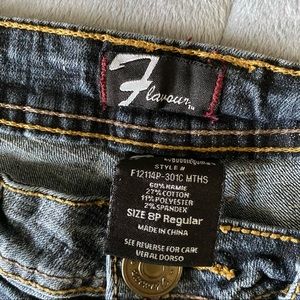 Flavour
STYLE #
F12114P-301C MTHS
60% RAMIE
27% COTTON
11% POLYESTER
2% SPANDEX
SIZE 8P Regular
MADE IN CHINA
SEE REVERSE FOR CARE
VER AL DORSO